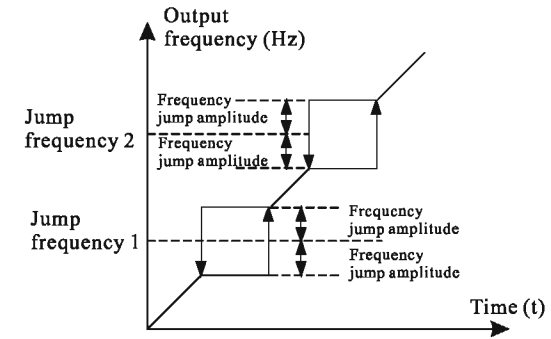 Output
frequency (Hz)
Frequency
jump amplitude
Jump
frequency 2
Frequency
jump amplitude
Jump
frequency 1
Frequency
jump amplitude
Frequency
jump amplitude
Time (t)